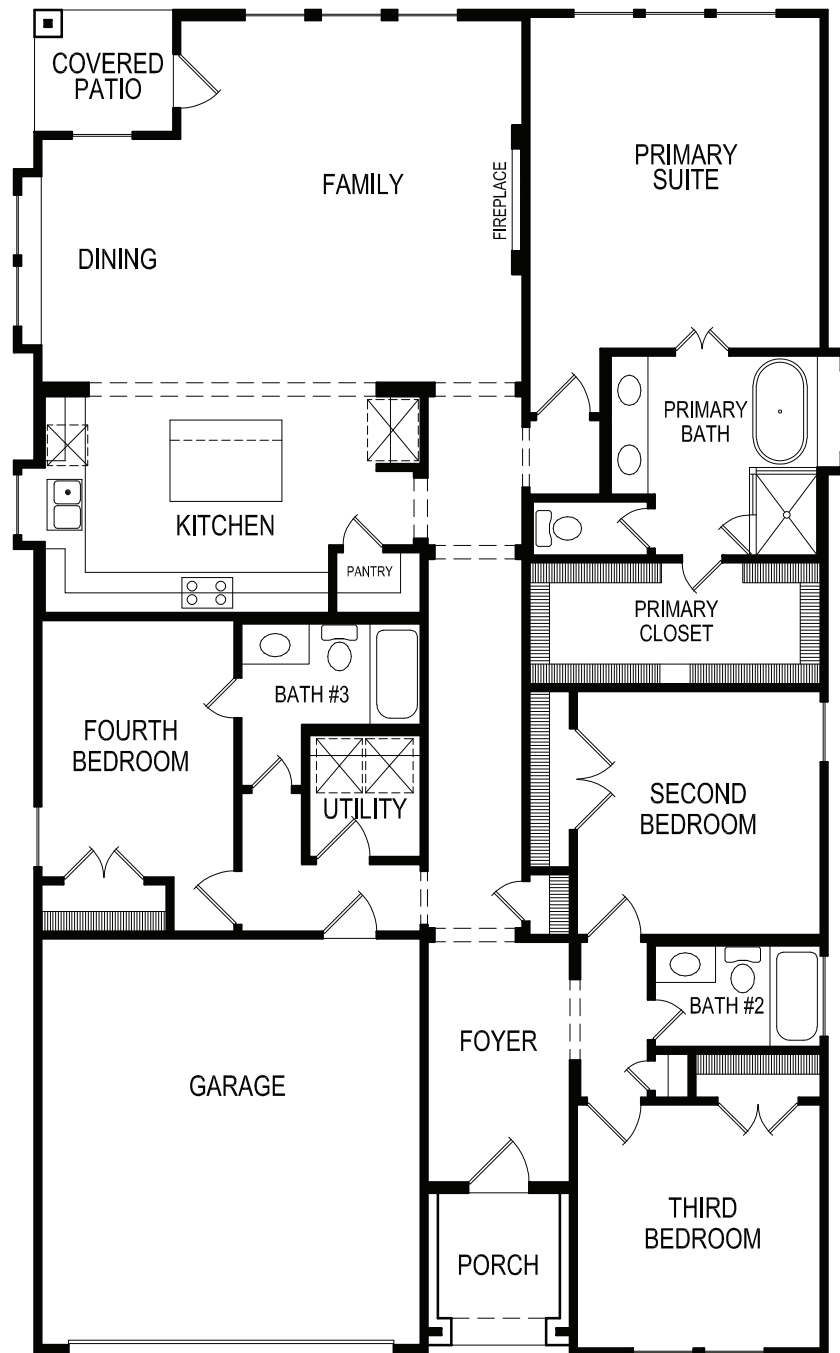 COVERED
PATIO
FAMILY
FIREPLACE
PRIMARY
SUITE
DINING
PRIMARY
BATH
KITCHEN
PANTRY
PRIMARY
CLOSET
BATH #3
FOURTH
BEDROOM
UTILITY
SECOND
BEDROOM
BATH #2
FOYER
GARAGE
THIRD
BEDROOM
PORCH